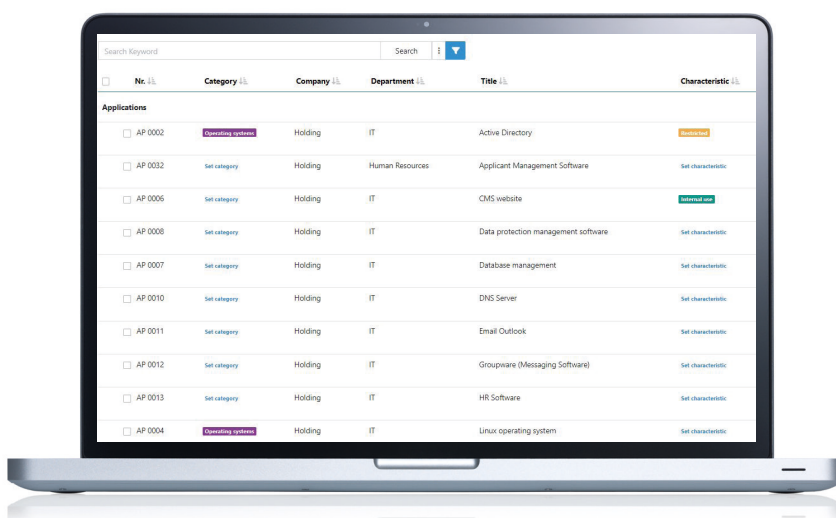 Search Keyword Search
Nr. Category Company Department Title Characteristic
Applications
AP 0002 Operating systems Holding IT Active Directory Restricted
AP 0032 Set category Holding Human Resources Applicant Management Software Set characteristic
AP 0006 Set category Holding IT CMS website Internal use
AP 0008 Set category Holding IT Data protection management software Set characteristic
AP 0007 Set category Holding IT Database management Set characteristic
AP 0010 Set category Holding IT DNS Server Set characteristic
AP 0011 Set category Holding IT Email Outlook Set characteristic
AP 0012 Set category Holding IT Groupware (Messaging Software) Set characteristic
AP 0013 Set category Holding IT HR Software Set characteristic
AP 0004 Operating systems Holding IT Linux operating system Set characteristic